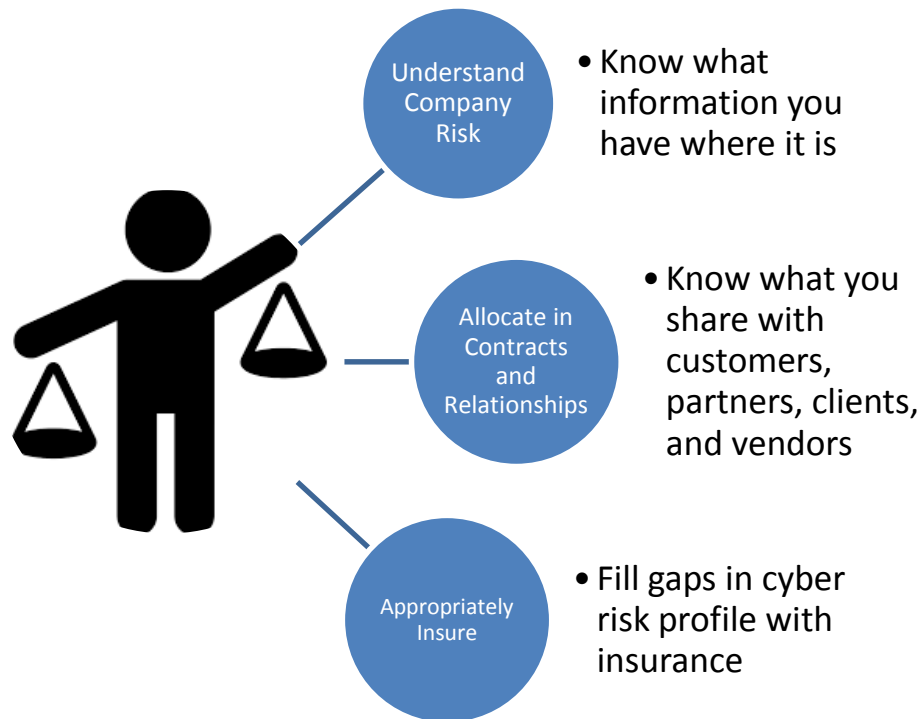 Understand
Company
Risk
• Know what
information you
have where it is
Allocate in
Contracts
and
Relationships
• Know what you
share with
customers,
partners, clients,
and vendors
Appropriately
Insure
• Fill gaps in cyber
risk profile with
insurance